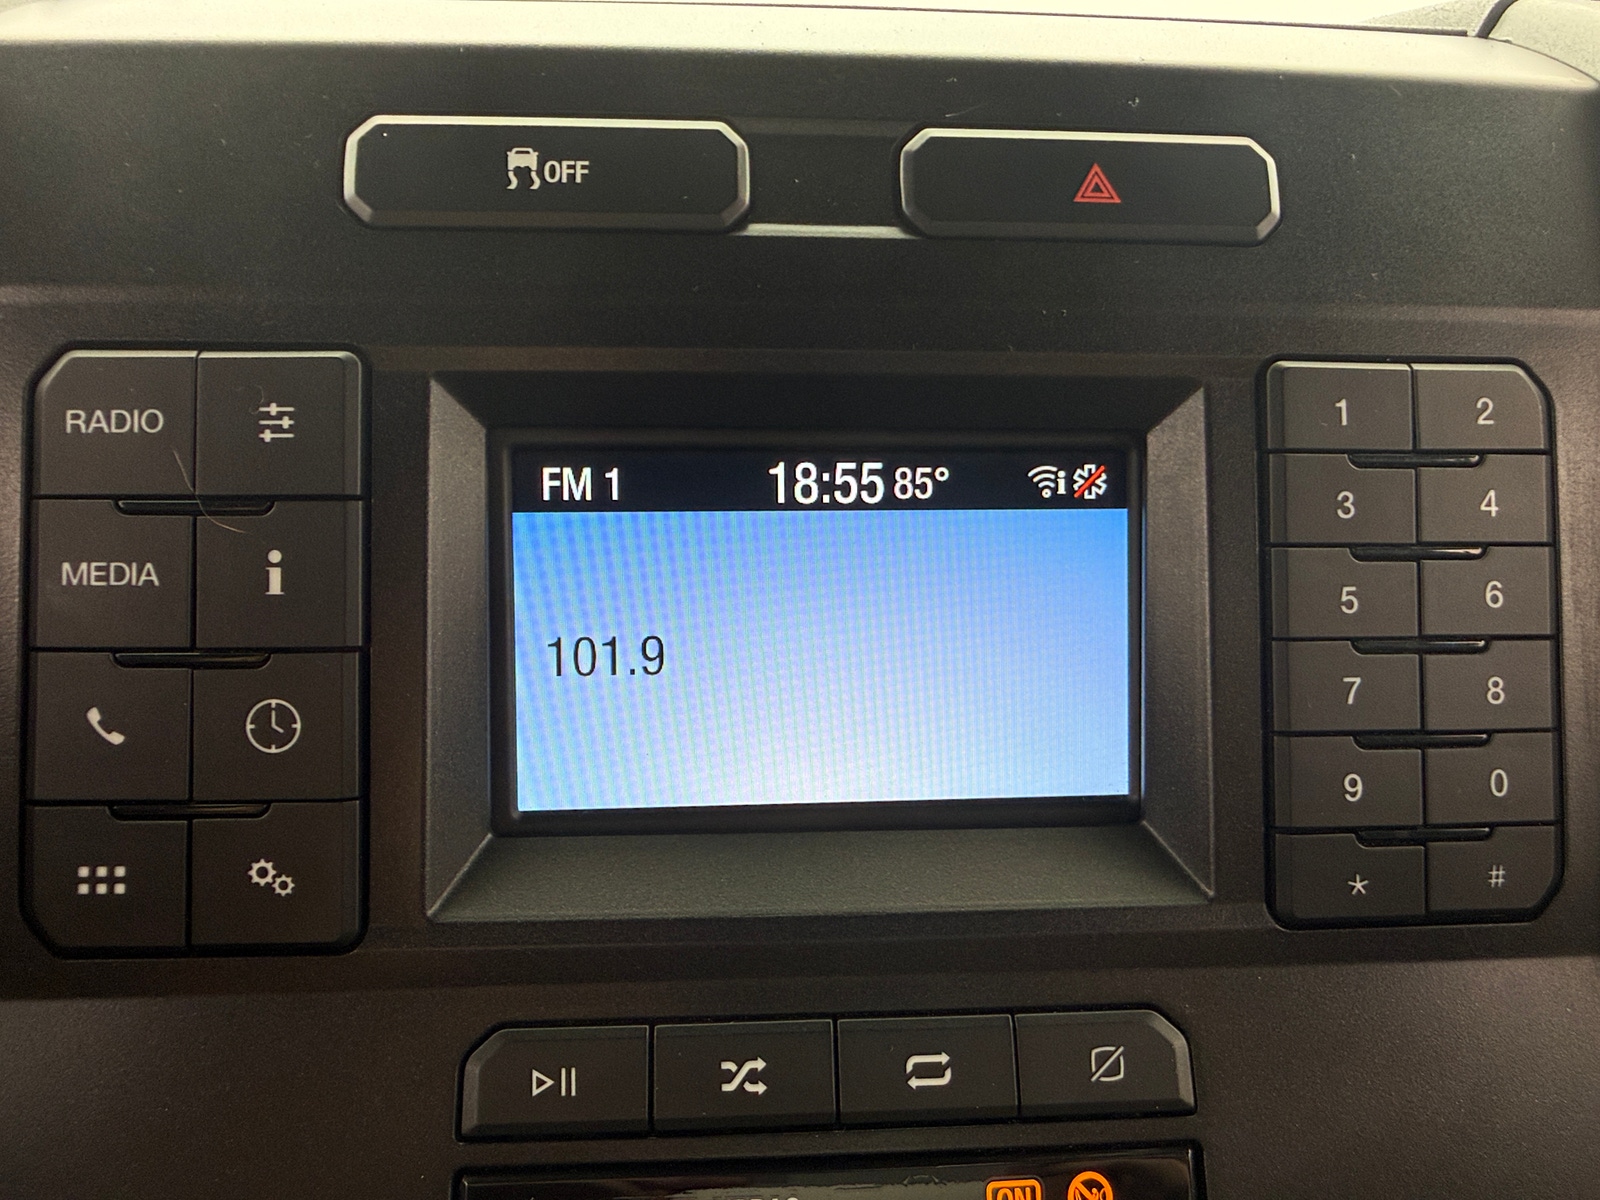 OFF
RADIO
MEDIA
i
FM 1 18:55 85° i
101.9
1 2
3 4
5 6
7 8
9 0
* #
ON